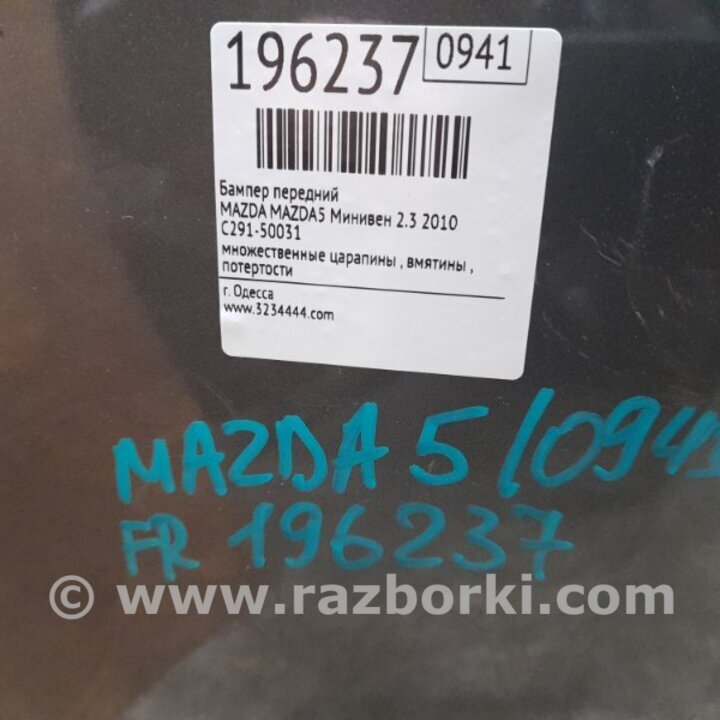 196237 0941
Бампер передний
MAZDA MAZDA5 Минивен 2.3 2010
C291-50031
множественные царапины , вмятины ,
потертости
г. Одесса
www.3234444.com
MAZDA 5 /0941
FR 196237
© www.razborki.com